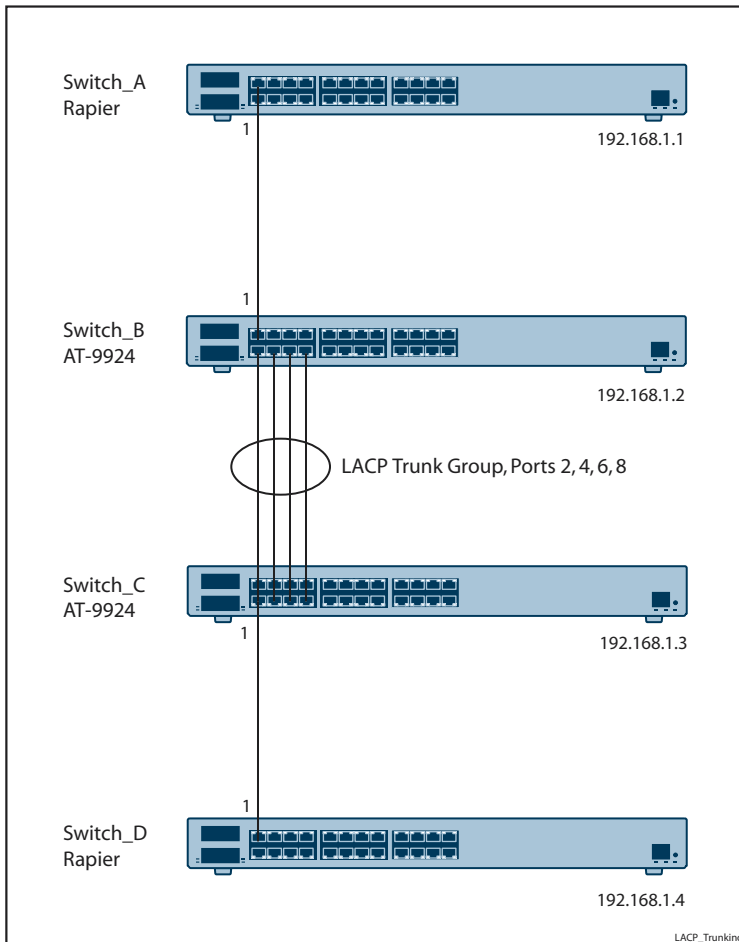 Switch_A
Rapier
1
192.168.1.1
1
Switch_B
AT-9924
192.168.1.2
LACP Trunk Group, Ports 2, 4, 6, 8
Switch_C
AT-9924
1
192.168.1.3
1
Switch_D
Rapier
192.168.1.4
LACP_Trunking